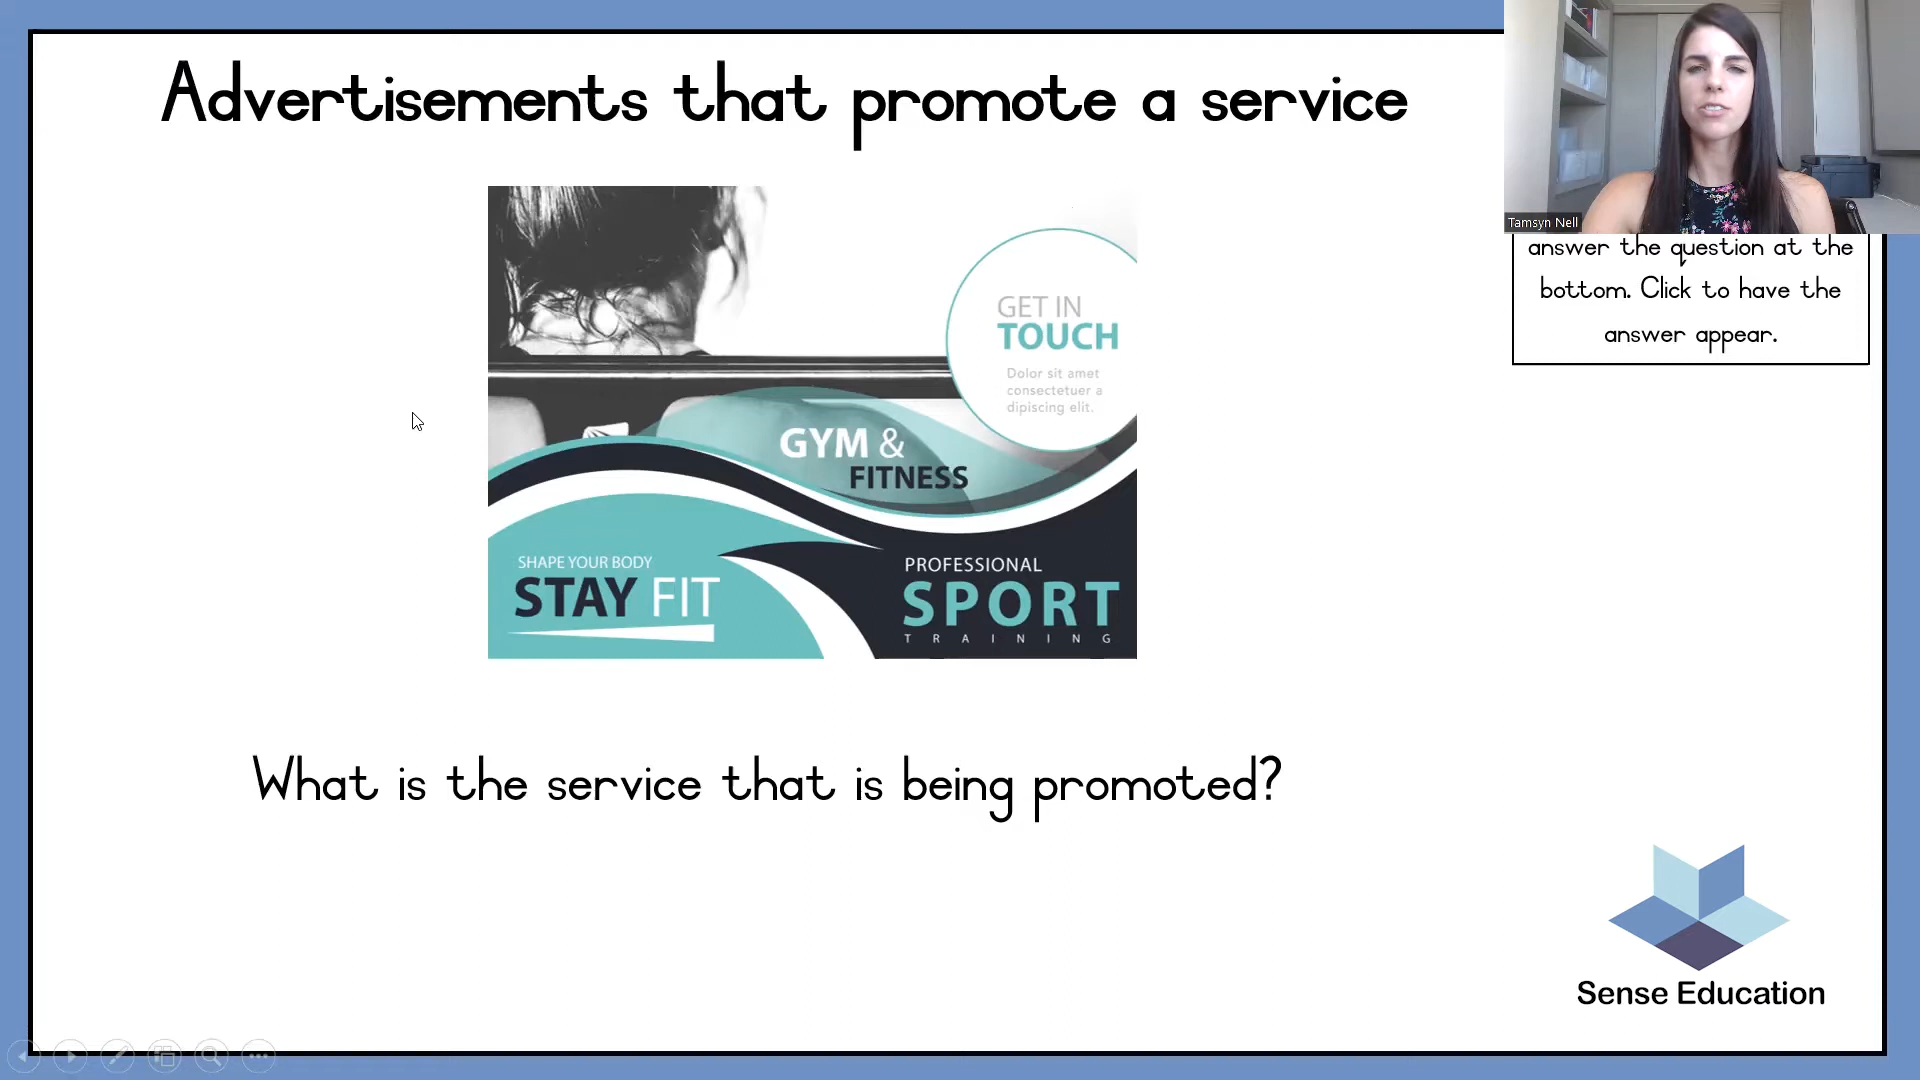 Advertisements that promote a service
Tamsyn Nell
answer the question at the
bottom. Click to have the
answer appear.
GET IN
TOUCH
Dolor sit amet
consectetuer a
dipiscing elit.
GYM &
FITNESS
SHAPE YOUR BODY
STAY FIT
PROFESSIONAL
SPORT
TRAINING
What is the service that is being promoted?
Sense Education